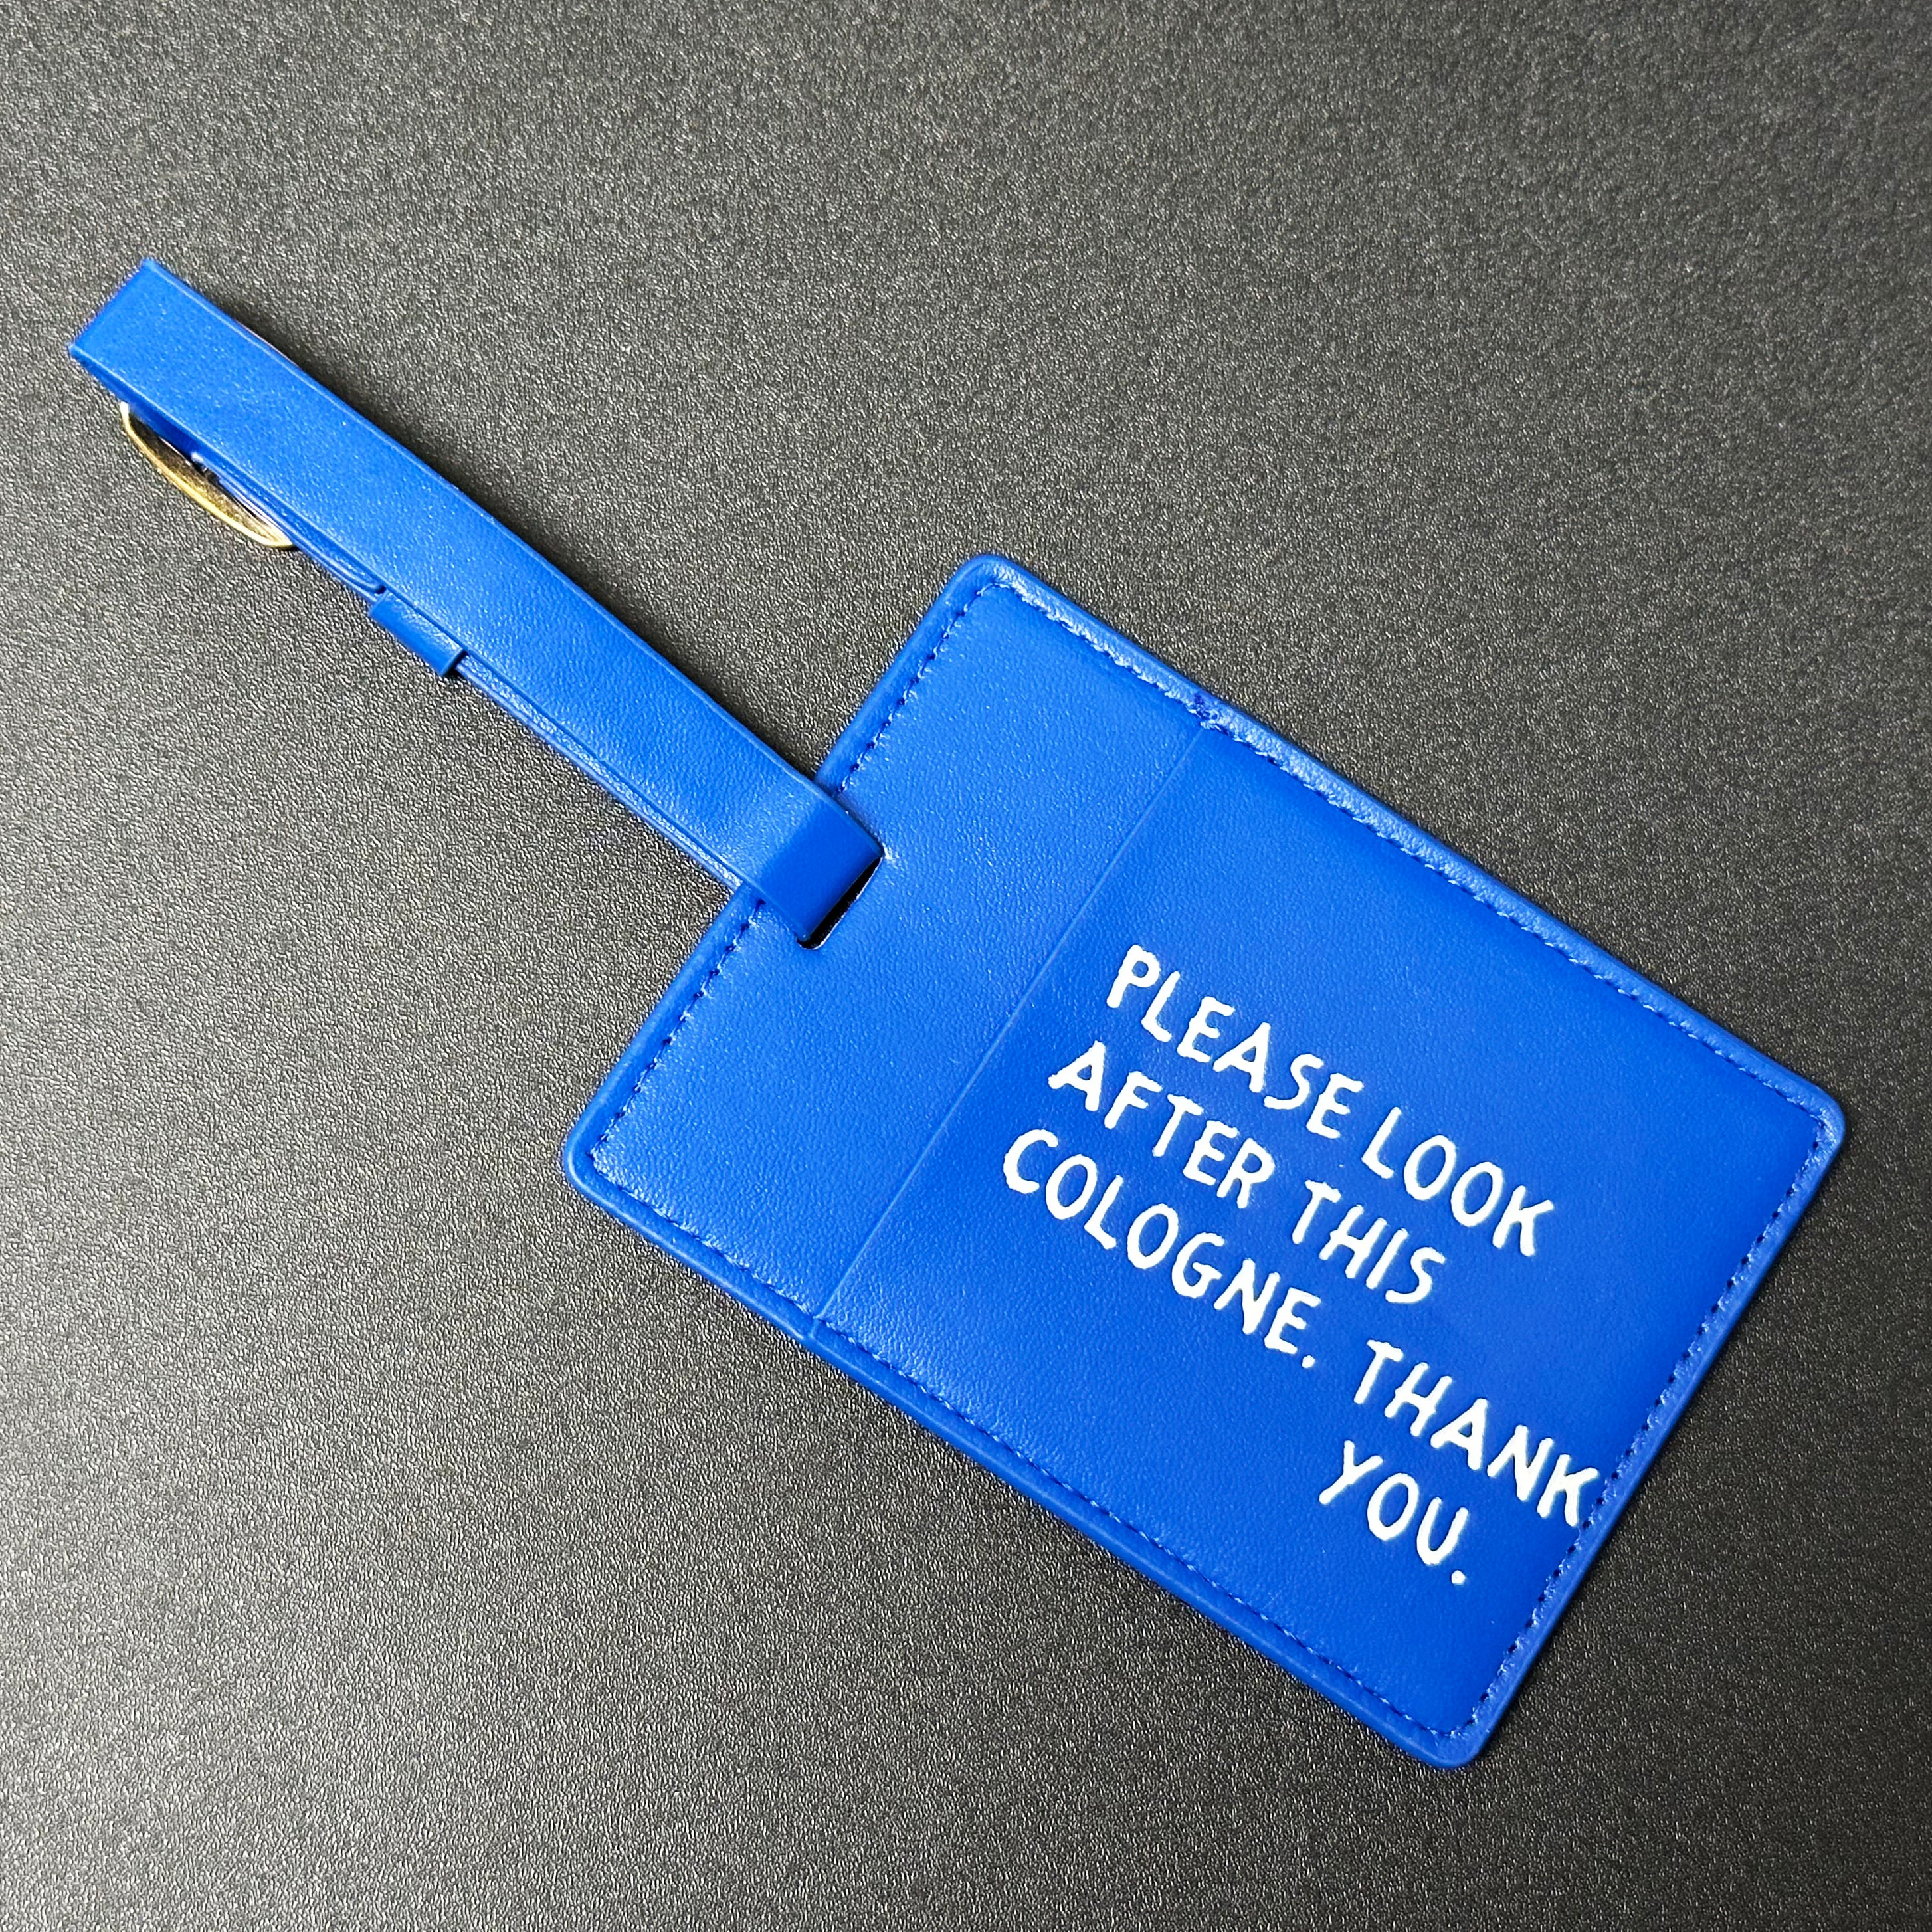 PLEASE LOOK
AFTER THIS
COLOGNE. THANK
YOU.